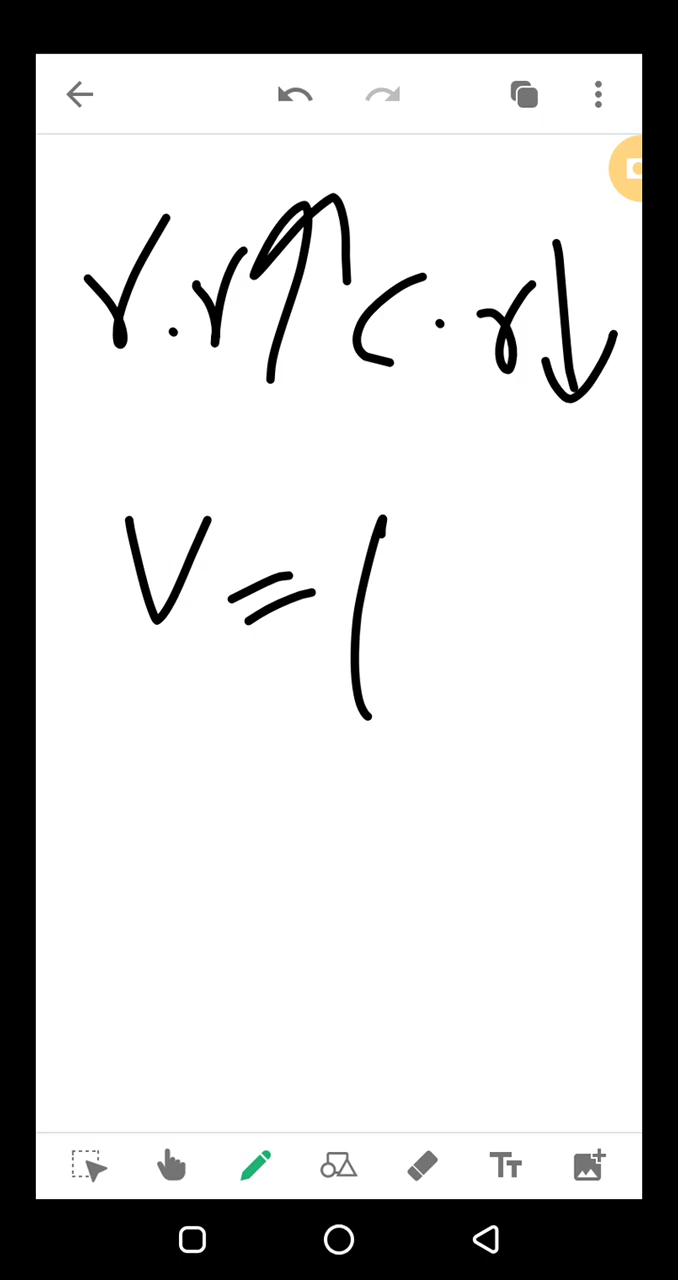 r.r↑ c.r↓
V = (